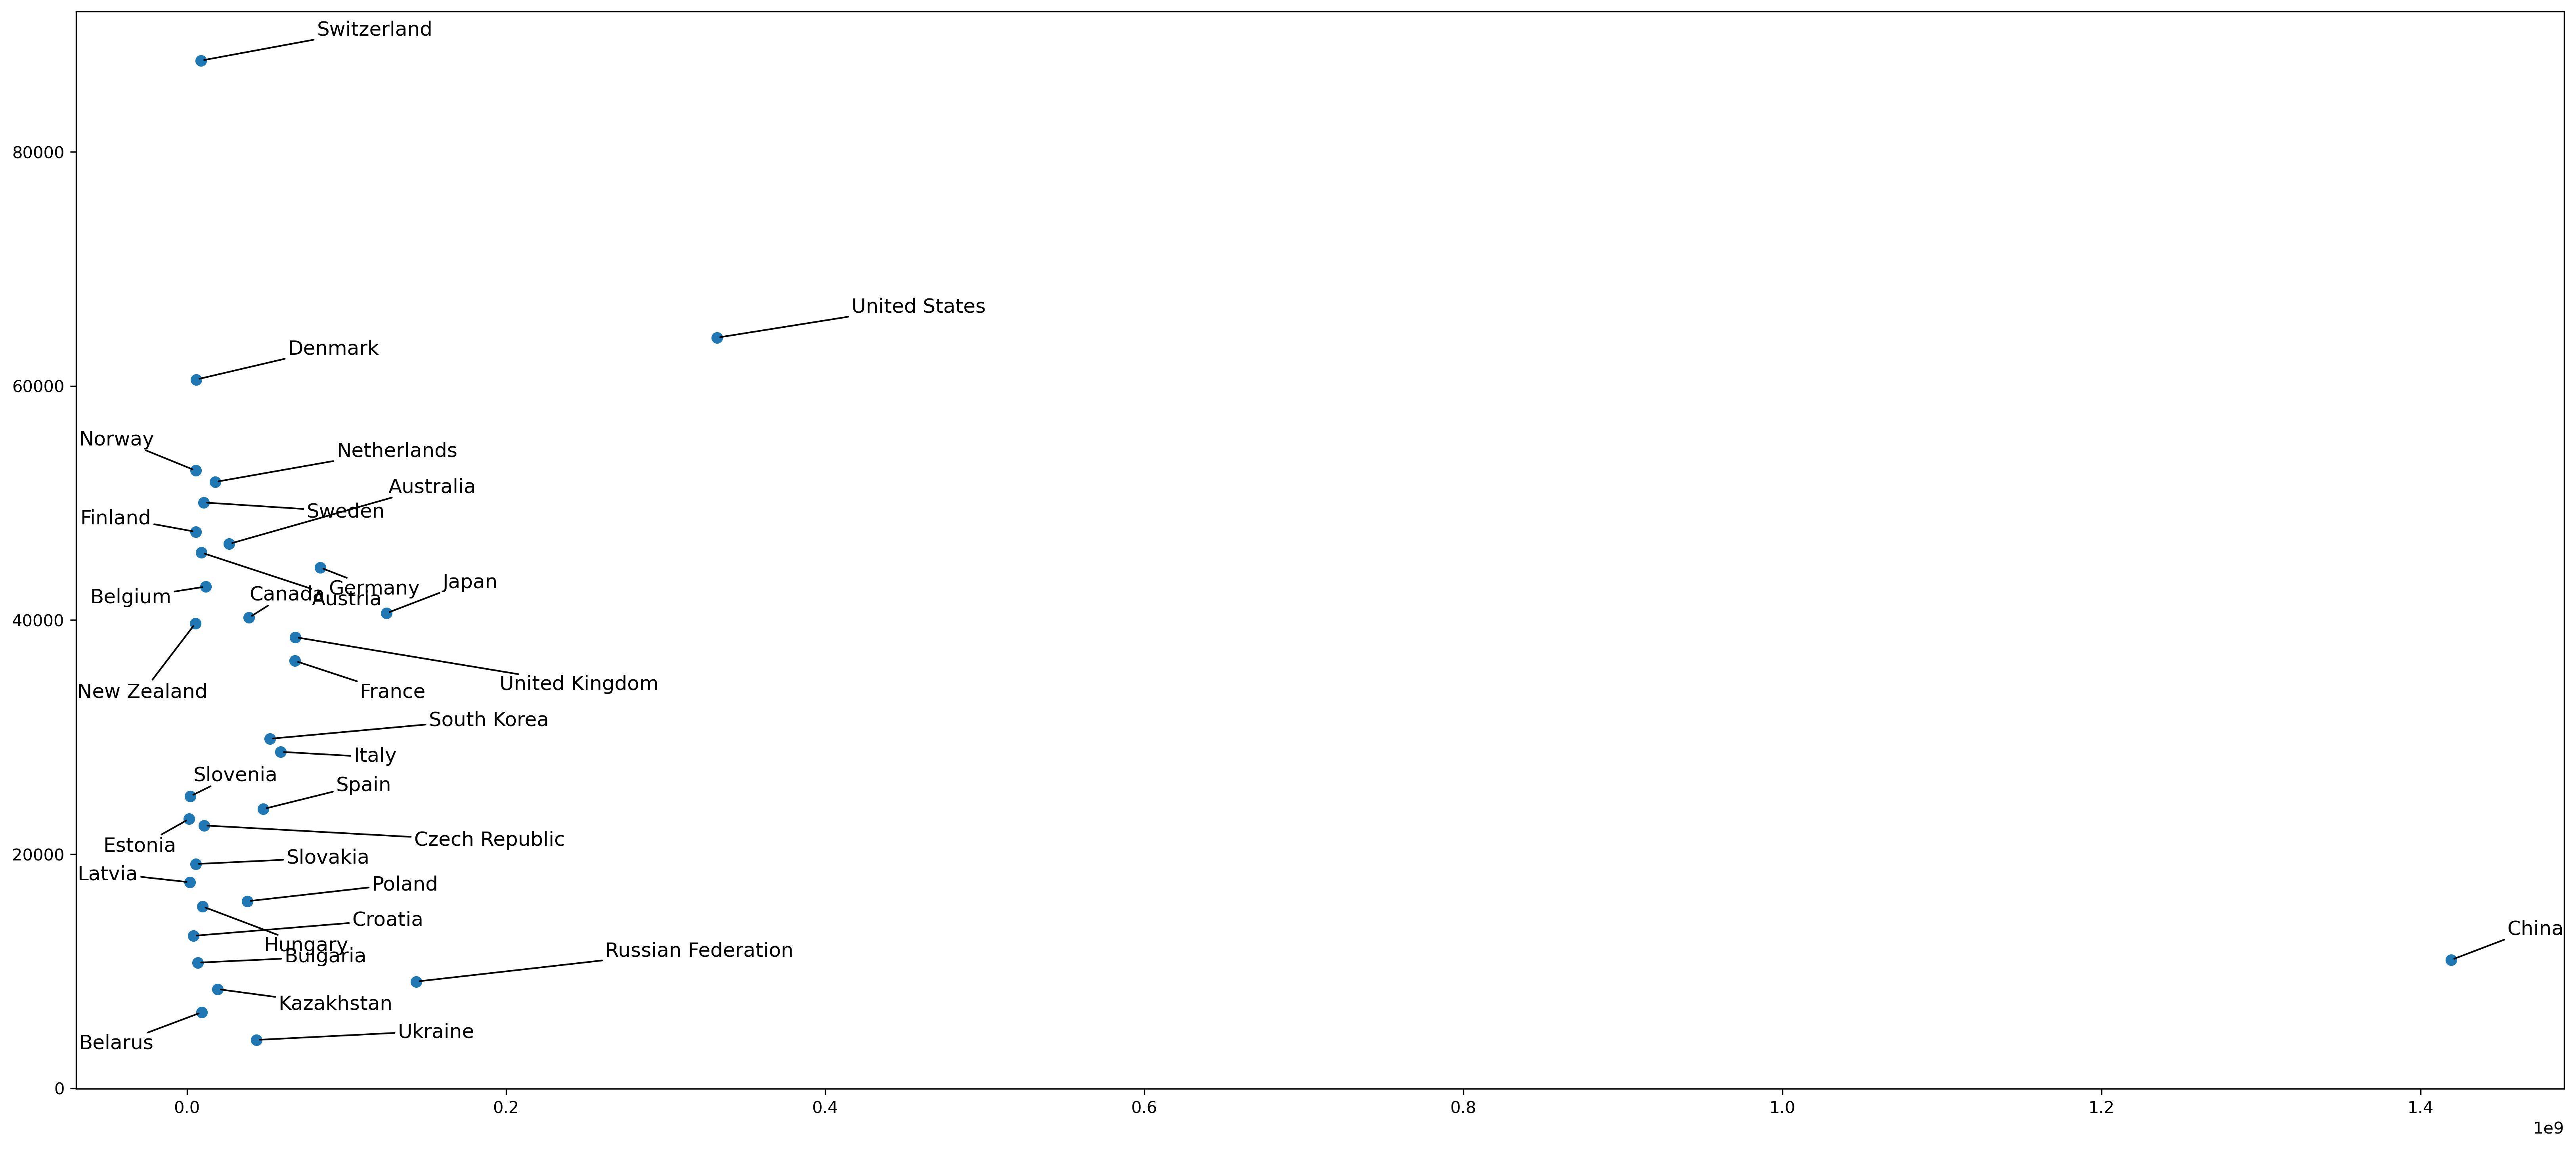 Switzerland
80000
United States
Denmark
60000
Norway
Netherlands
Australia
Sweden
Finland
Germany
Japan
Canada
Belgium
Austria
40000
United Kingdom
New Zealand
France
South Korea
Italy
Slovenia
Spain
Czech Republic
Estonia
20000
Slovakia
Latvia
Poland
Croatia
China
Hungary
Russian Federation
Bulgaria
Kazakhstan
Ukraine
Belarus
0
0.0 0.2 0.4 0.6 0.8 1.0 1.2 1.4
1e9